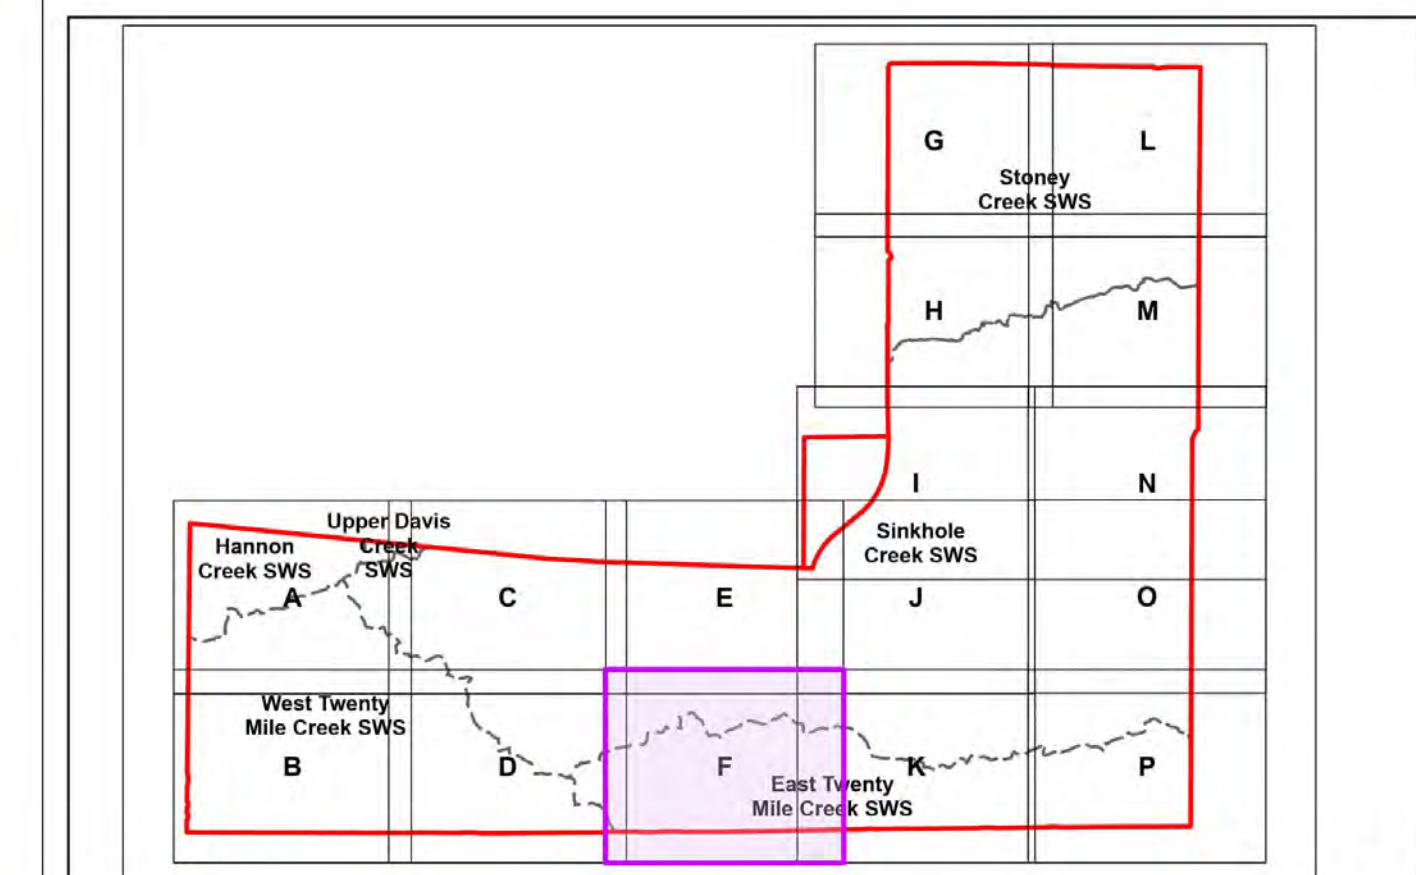 G
L
Stoney
Creek SWS
H
M
I
N
Sinkhole
Creek SWS
Upper Davis
Creek
SWS
Hannon
Creek SWS
A
C
E
J
O
West Twenty
Mile Creek SWS
B
D
F
K
P
East Twenty
Mile Creek SWS